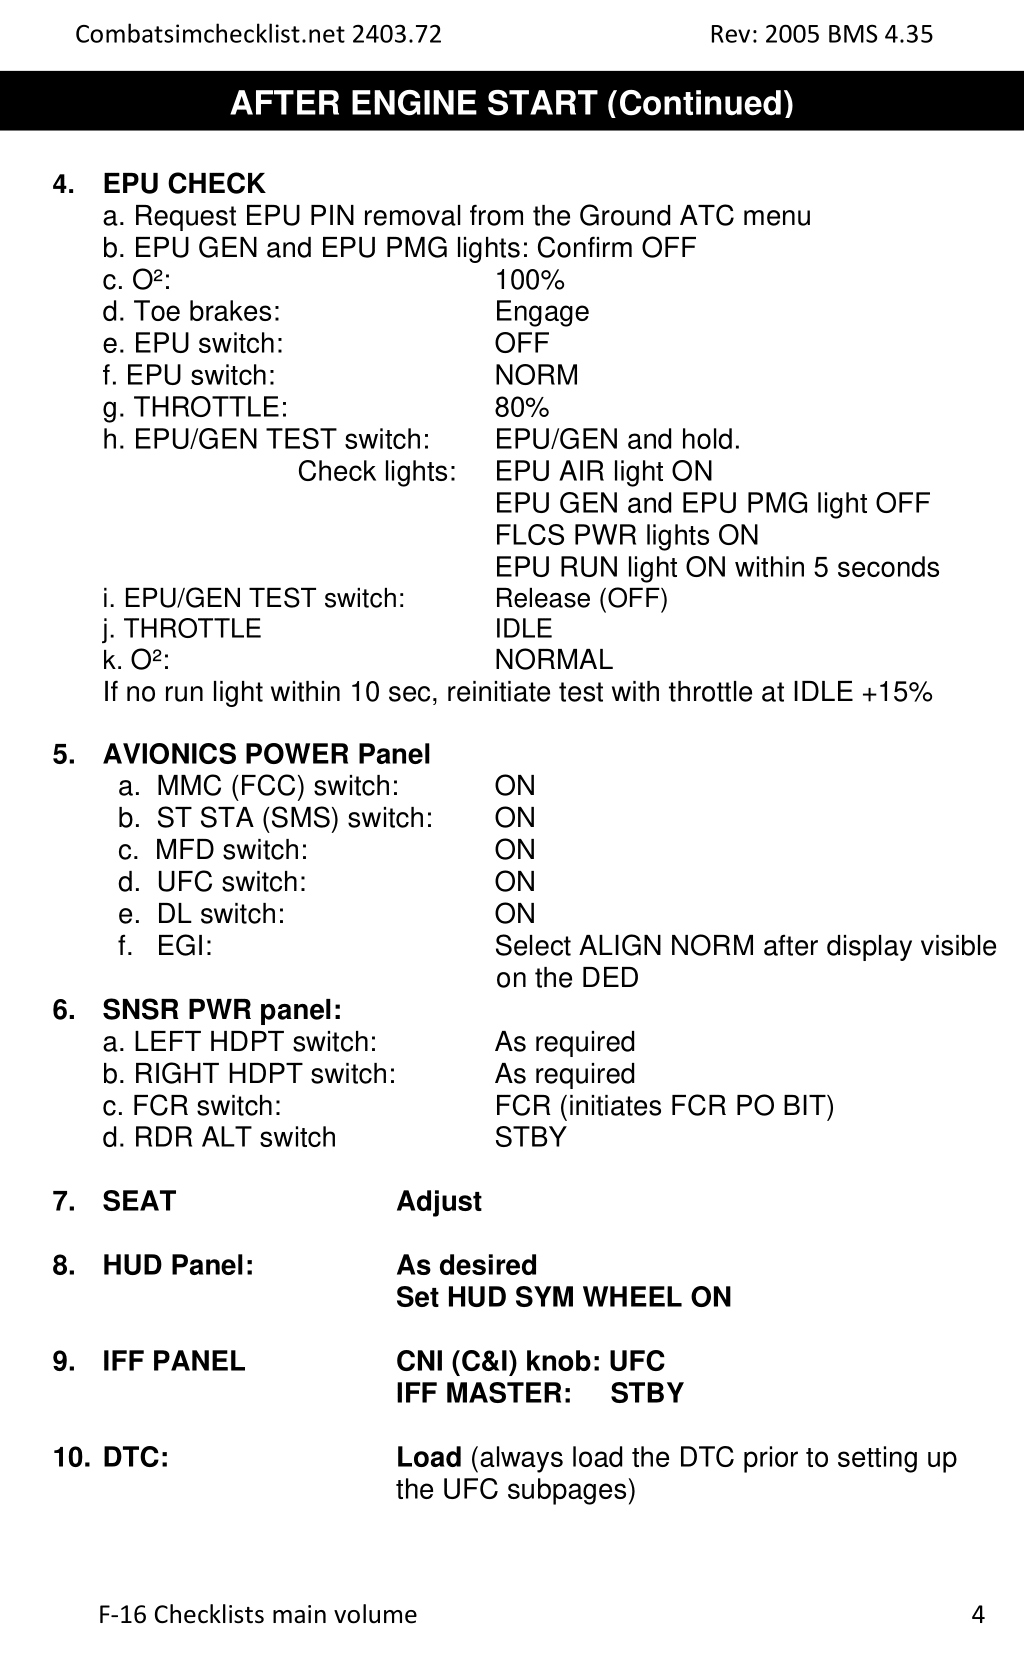 Combatsimchecklist.net 2403.72 Rev: 2005 BMS 4.35
AFTER ENGINE START (Continued)
4. EPU CHECK
a. Request EPU PIN removal from the Ground ATC menu
b. EPU GEN and EPU PMG lights: Confirm OFF
c. O²: 100%
d. Toe brakes: Engage
e. EPU switch: OFF
f. EPU switch: NORM
g. THROTTLE: 80%
h. EPU/GEN TEST switch: EPU/GEN and hold.
Check lights: EPU AIR light ON
EPU GEN and EPU PMG light OFF
FLCS PWR lights ON
EPU RUN light ON within 5 seconds
i. EPU/GEN TEST switch: Release (OFF)
j. THROTTLE IDLE
k. O²: NORMAL
If no run light within 10 sec, reinitiate test with throttle at IDLE +15%
5. AVIONICS POWER Panel
a. MMC (FCC) switch: ON
b. ST STA (SMS) switch: ON
c. MFD switch: ON
d. UFC switch: ON
e. DL switch: ON
f. EGI: Select ALIGN NORM after display visible
on the DED
6. SNSR PWR panel:
a. LEFT HDPT switch: As required
b. RIGHT HDPT switch: As required
c. FCR switch: FCR (initiates FCR PO BIT)
d. RDR ALT switch STBY
7. SEAT Adjust
8. HUD Panel: As desired
Set HUD SYM WHEEL ON
9. IFF PANEL CNI (C&I) knob: UFC
IFF MASTER: STBY
10. DTC: Load (always load the DTC prior to setting up
the UFC subpages)
F-16 Checklists main volume 4